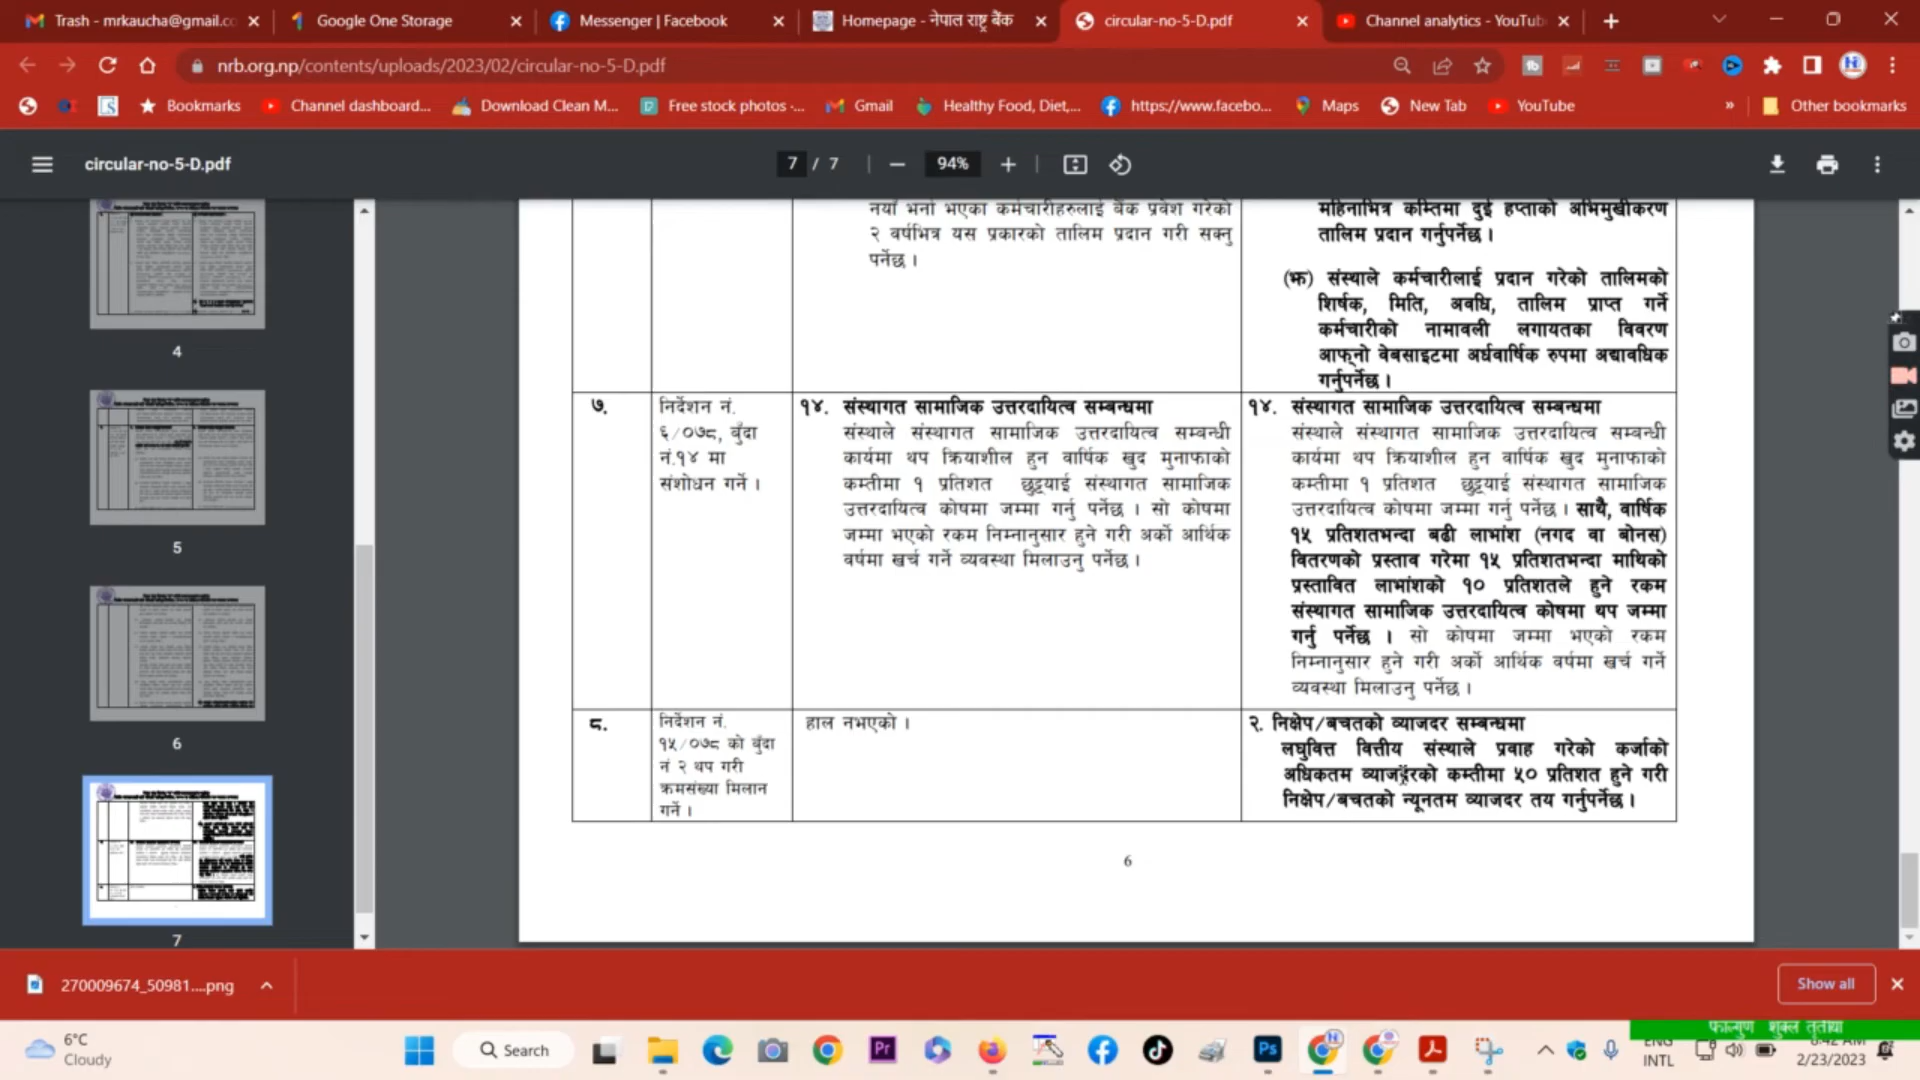 Trash - mrkaucha@gmail.c
Google One Storage
Messenger | Facebook
Homepage - नेपाल राष्ट्र बैंक
circular-no-5-D.pdf
Channel analytics - YouTub
nrb.org.np/contents/uploads/2023/02/circular-no-5-D.pdf
Bookmarks
Channel dashboard...
Download Clean M...
Free stock photos -...
Gmail
Healthy Food, Diet,...
https://www.facebo...
Maps
New Tab
YouTube
»
Other bookmarks
circular-no-5-D.pdf
7 / 7
94%
4
5
6
7
नयाँ भर्ना भएका कर्मचारीहरुलाई बैंक प्रवेश गरेको
२ वर्षभित्र यस प्रकारको तालिम प्रदान गरी सक्नु
पर्नेछ ।
महिनाभित्र कम्तिमा दुई हप्ताको अभिमुखीकरण
तालिम प्रदान गर्नुपर्नेछ ।
(झ) संस्थाले कर्मचारीलाई प्रदान गरेको तालिमको
शिर्षक, मिति, अवधि, तालिम प्राप्त गर्ने
कर्मचारीको नामावली लगायतका विवरण
आफ्नो वेबसाइटमा अर्धवार्षिक रुपमा अद्यावधिक
गर्नुपर्नेछ ।
७.
निर्देशन नं.
६/०७८, बुँदा
नं.१४ मा
संशोधन गर्ने ।
१४. संस्थागत सामाजिक उत्तरदायित्व सम्बन्धमा
संस्थाले संस्थागत सामाजिक उत्तरदायित्व सम्बन्धी
कार्यमा थप क्रियाशील हुन वार्षिक खुद मुनाफाको
कम्तीमा १ प्रतिशत छुट्टयाई संस्थागत सामाजिक
उत्तरदायित्व कोषमा जम्मा गर्नु पर्नेछ । सो कोषमा
जम्मा भएको रकम निम्नानुसार हुने गरी अर्को आर्थिक
वर्षमा खर्च गर्ने व्यवस्था मिलाउनु पर्नेछ ।
१४. संस्थागत सामाजिक उत्तरदायित्व सम्बन्धमा
संस्थाले संस्थागत सामाजिक उत्तरदायित्व सम्बन्धी
कार्यमा थप क्रियाशील हुन वार्षिक खुद मुनाफाको
कम्तीमा १ प्रतिशत छुट्टयाई संस्थागत सामाजिक
उत्तरदायित्व कोषमा जम्मा गर्नु पर्नेछ । साथै, वार्षिक
१५ प्रतिशतभन्दा बढी लाभांश (नगद वा बोनस)
वितरणको प्रस्ताव गरेमा १५ प्रतिशतभन्दा माथिको
प्रस्तावित लाभांशको १० प्रतिशतले हुने रकम
संस्थागत सामाजिक उत्तरदायित्व कोषमा थप जम्मा
गर्नु पर्नेछ । सो कोषमा जम्मा भएको रकम
निम्नानुसार हुने गरी अर्को आर्थिक वर्षमा खर्च गर्ने
व्यवस्था मिलाउनु पर्नेछ ।
८.
निर्देशन नं.
१५/०७८ को बुँदा
नं २ थप गरी
क्रमसंख्या मिलान
गर्ने ।
हाल नभएको ।
२. निक्षेप/बचतको व्याजदर सम्बन्धमा
लघुवित्त वित्तीय संस्थाले प्रवाह गरेको कर्जाको
अधिकतम व्याजदरको कम्तीमा ५० प्रतिशत हुने गरी
निक्षेप/बचतको न्यूनतम व्याजदर तय गर्नुपर्नेछ ।
6
270009674_50981....png
Show all
6°C
Cloudy
Search
फाल्गुण शुक्ल तृतीया
ENG
INTL
8:42 AM
2/23/2023